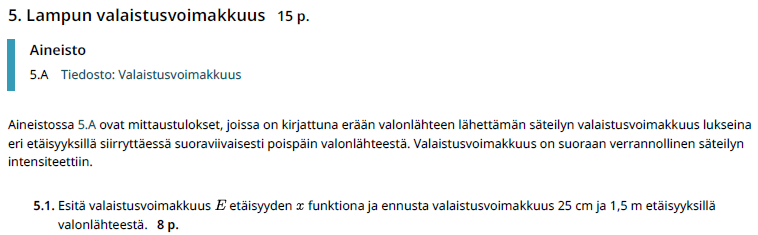 5. Lampun valaistusvoimakkuus 15 p.
Aineisto
5.A Tiedosto: Valaistusvoimakkuus
Aineistossa 5.A ovat mittaustulokset, joissa on kirjattuna erään valonlähteen lähettämän säteilyn valaistusvoimakkuus lukseina
eri etäisyyksillä siirryttäessä suoraviivaisesti poispäin valonlähteestä. Valaistusvoimakkuus on suoraan verrannollinen säteilyn
intensiteettiin.
5.1. Esitä valaistusvoimakkuus E etäisyyden x funktiona ja ennusta valaistusvoimakkuus 25 cm ja 1,5 m etäisyyksillä
valonlähteestä. 8 p.